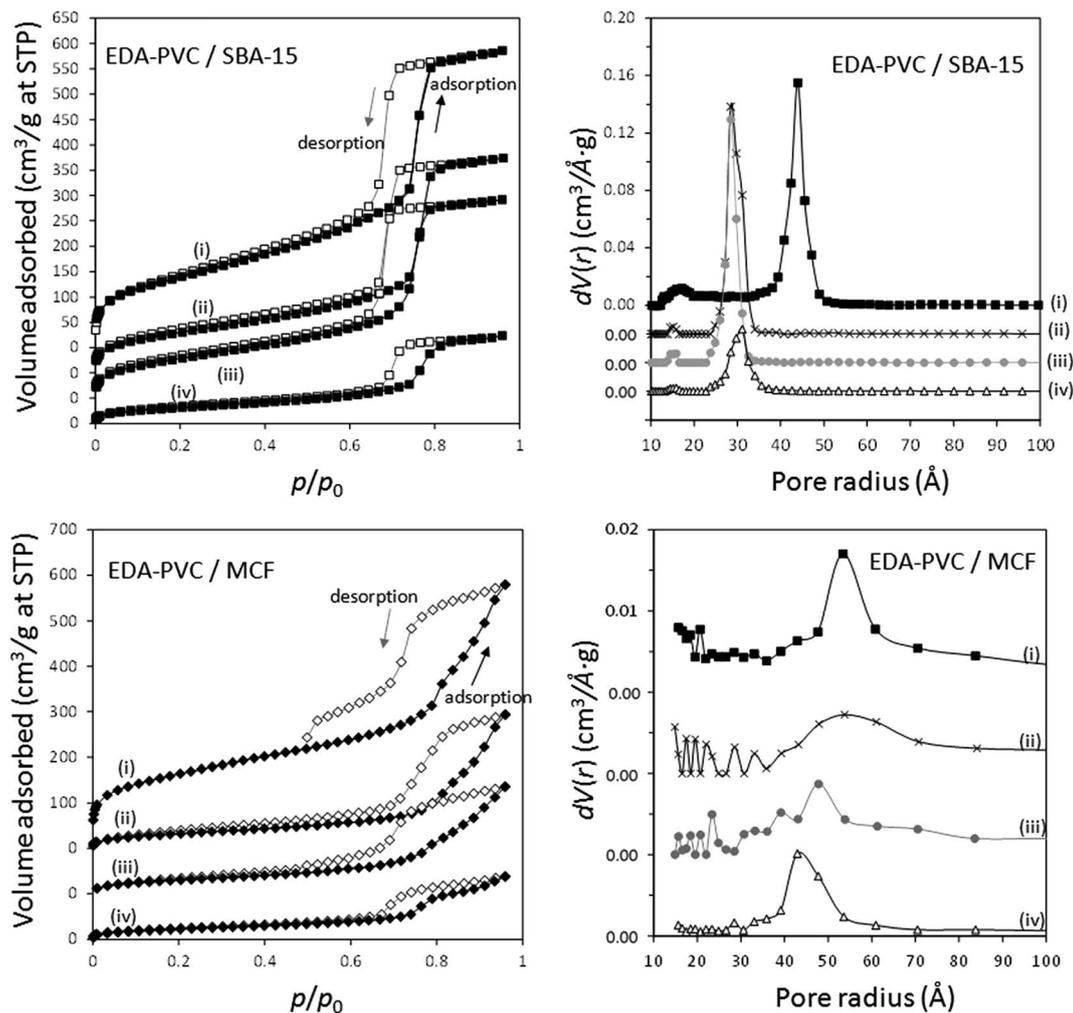 EDA-PVC / SBA-15
Volume adsorbed (cm³/g at STP)
650
600
550
500
450
400
350
300
250
200
150
100
50
0
0
0
0
0
0.2
0.4
0.6
0.8
1
p/p₀
adsorption
desorption
(i)
(ii)
(iii)
(iv)
EDA-PVC / SBA-15
dV(r) (cm³/Å·g)
0.20
0.16
0.12
0.08
0.04
0.00
0.00
0.00
0.00
(i)
(ii)
(iii)
(iv)
10
20
30
40
50
60
70
80
90
100
Pore radius (Å)
EDA-PVC / MCF
Volume adsorbed (cm³/g at STP)
700
600
500
400
300
200
100
0
0
0
0
0.2
0.4
0.6
0.8
1
p/p₀
desorption
adsorption
(i)
(ii)
(iii)
(iv)
EDA-PVC / MCF
dV(r) (cm³/Å·g)
0.02
0.01
0.00
0.00
0.00
0.00
(i)
(ii)
(iii)
(iv)
10
20
30
40
50
60
70
80
90
100
Pore radius (Å)